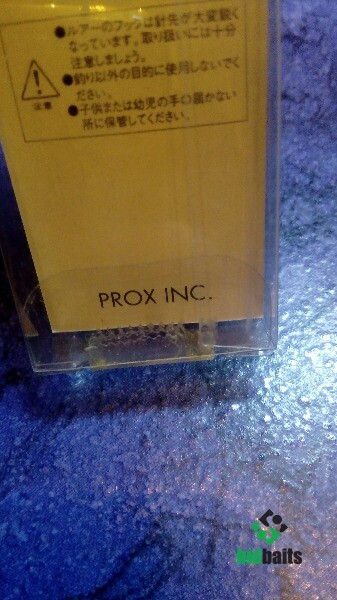 ●ルアーのフックは針先が大変鋭く
なっています。取り扱いには十分
注意しましょう。
●釣り以外の目的に使用しないでく
ださい。
●子供または幼児の手の届かない
所に保管してください。
注意
PROX INC.
bidbaits